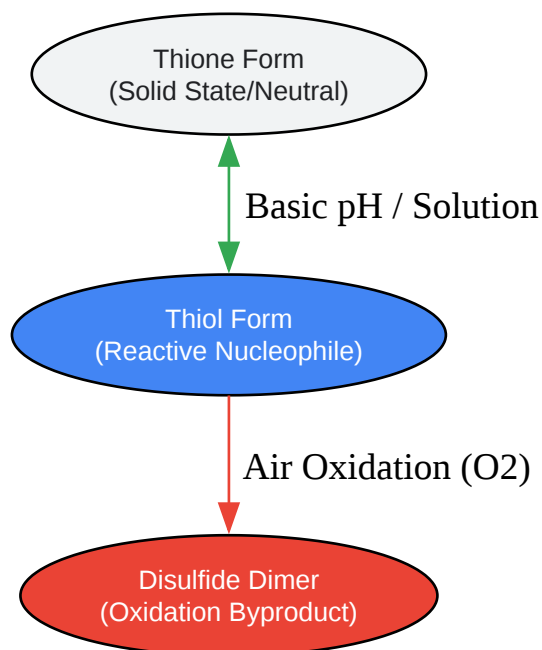 Thione Form
(Solid State/Neutral)
Basic pH / Solution
Thiol Form
(Reactive Nucleophile)
Air Oxidation (O2)
Disulfide Dimer
(Oxidation Byproduct)